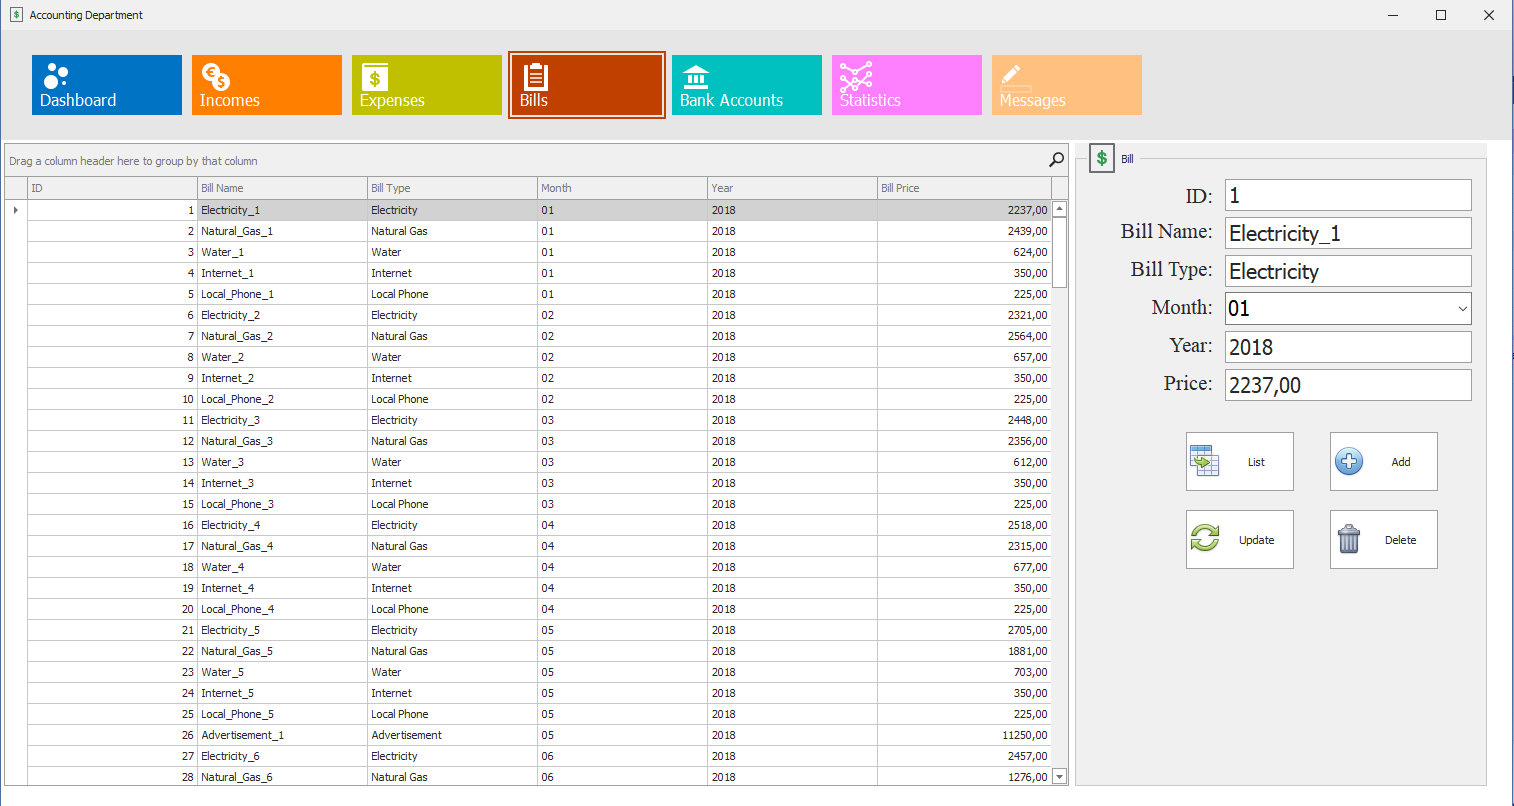 Accounting Department
Dashboard Incomes Expenses Bills Bank Accounts Statistics Messages
Drag a column header here to group by that column
ID Bill Name Bill Type Month Year Bill Price
1 Electricity_1 Electricity 01 2018 2237,00
2 Natural_Gas_1 Natural Gas 01 2018 2439,00
3 Water_1 Water 01 2018 624,00
4 Internet_1 Internet 01 2018 350,00
5 Local_Phone_1 Local Phone 01 2018 225,00
6 Electricity_2 Electricity 02 2018 2321,00
7 Natural_Gas_2 Natural Gas 02 2018 2564,00
8 Water_2 Water 02 2018 657,00
9 Internet_2 Internet 02 2018 350,00
10 Local_Phone_2 Local Phone 02 2018 225,00
11 Electricity_3 Electricity 03 2018 2448,00
12 Natural_Gas_3 Natural Gas 03 2018 2356,00
13 Water_3 Water 03 2018 612,00
14 Internet_3 Internet 03 2018 350,00
15 Local_Phone_3 Local Phone 03 2018 225,00
16 Electricity_4 Electricity 04 2018 2518,00
17 Natural_Gas_4 Natural Gas 04 2018 2315,00
18 Water_4 Water 04 2018 677,00
19 Internet_4 Internet 04 2018 350,00
20 Local_Phone_4 Local Phone 04 2018 225,00
21 Electricity_5 Electricity 05 2018 2705,00
22 Natural_Gas_5 Natural Gas 05 2018 1881,00
23 Water_5 Water 05 2018 703,00
24 Internet_5 Internet 05 2018 350,00
25 Local_Phone_5 Local Phone 05 2018 225,00
26 Advertisement_1 Advertisement 05 2018 11250,00
27 Electricity_6 Electricity 06 2018 2457,00
28 Natural_Gas_6 Natural Gas 06 2018 1276,00
Bill
ID: 1
Bill Name: Electricity_1
Bill Type: Electricity
Month: 01
Year: 2018
Price: 2237,00
List Add
Update Delete